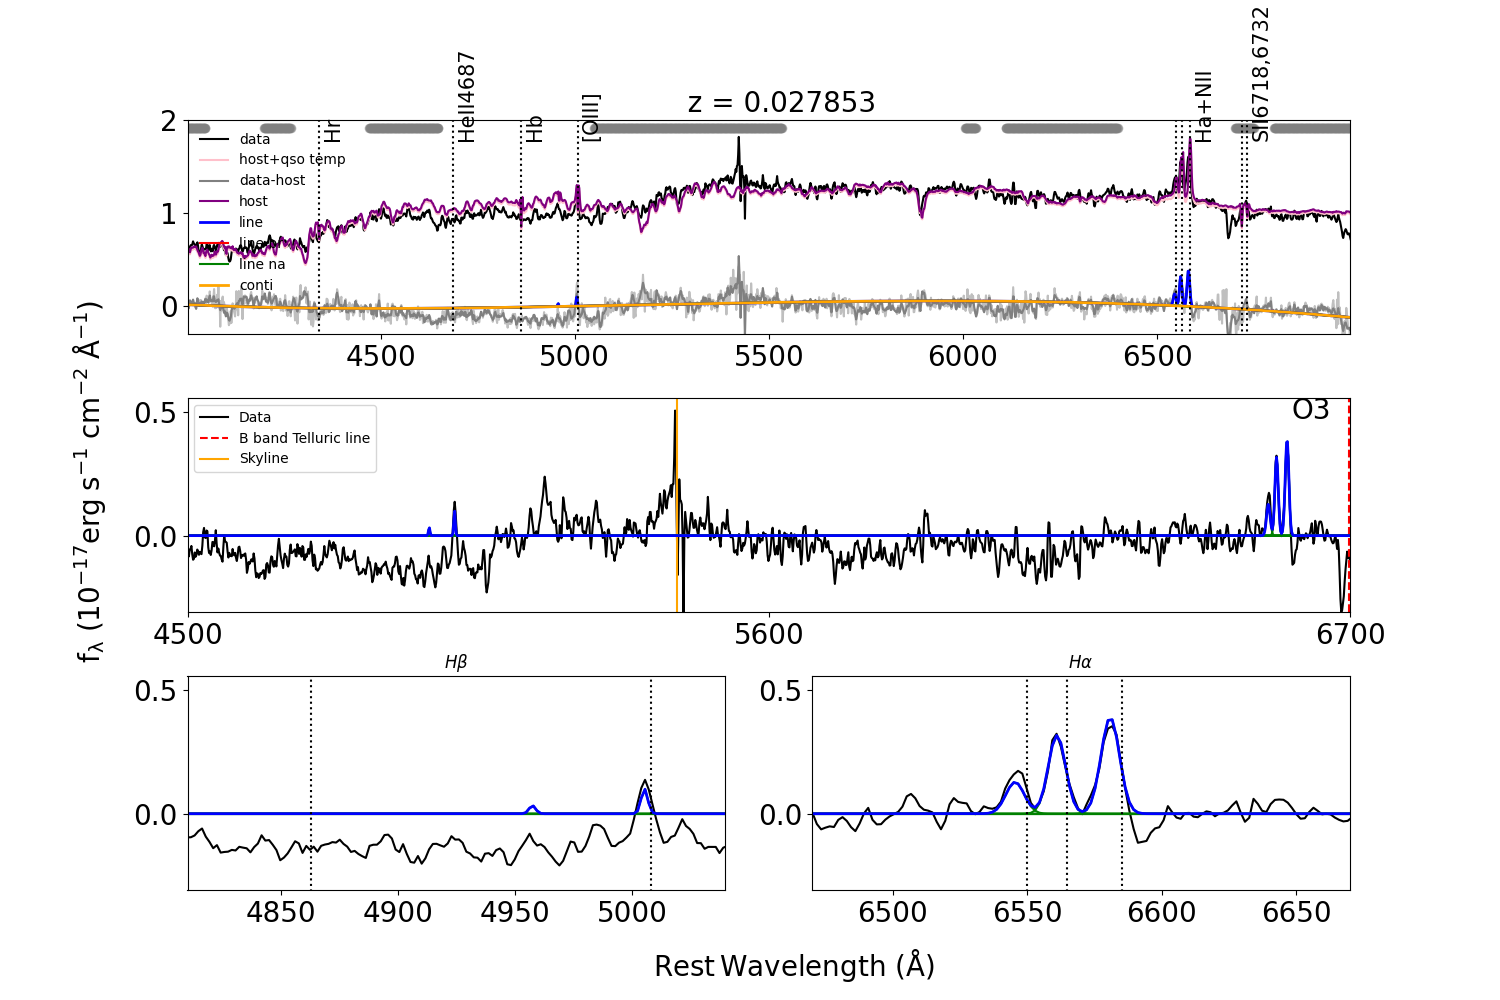 z = 0.027853
Hr
HeII4687
Hb
[OIII]
Ha+NII
SII6718,6732
2
1
0
data
host+qso temp
data-host
host
line
line
line na
conti
4500 5000 5500 6000 6500
0.5
0.0
Data
B band Telluric line
Skyline
O3
4500 5600 6700
fλ (10−17erg s−1 cm−2 Å−1)
Hβ
0.5
0.0
4850 4900 4950 5000
Hα
0.5
0.0
6500 6550 6600 6650
Rest Wavelength (Å)